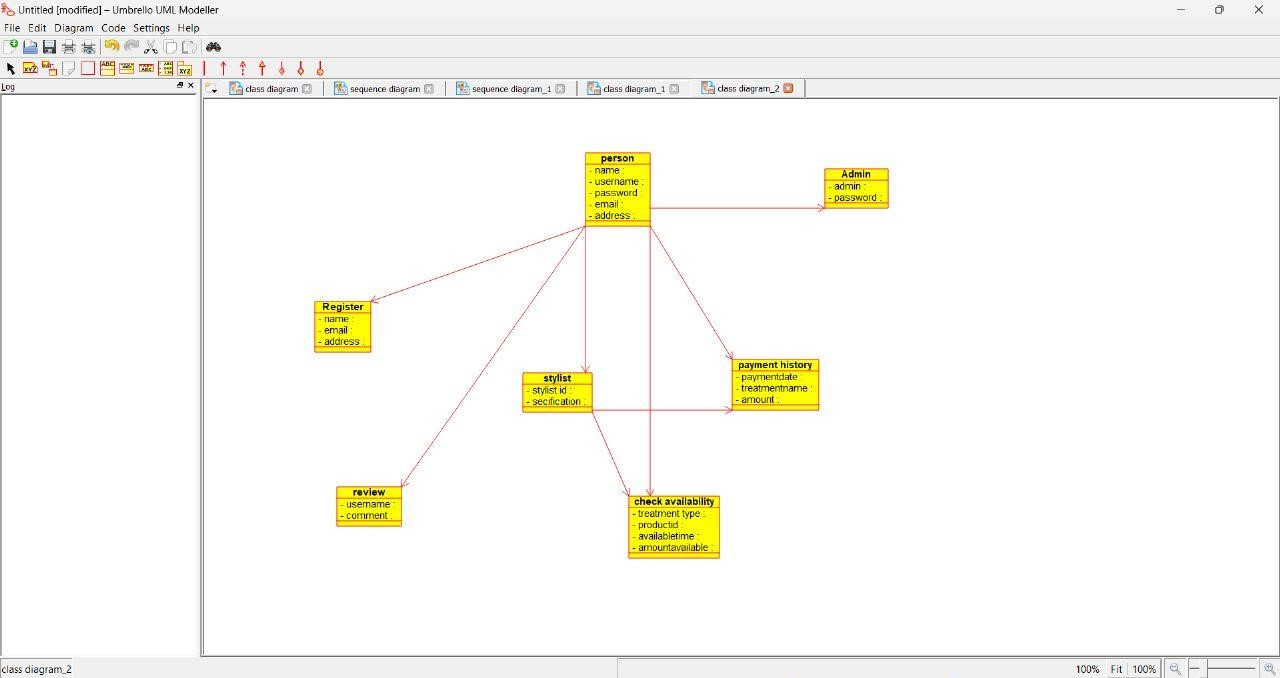 Untitled [modified] – Umbrello UML Modeller
File Edit Diagram Code Settings Help
Log
class diagram
sequence diagram
sequence diagram_1
class diagram_1
class diagram_2
person
- name :
- username :
- password :
- email :
- address :
Admin
- admin :
- password :
Register
- name :
- email :
- address :
stylist
- stylist id :
- secification :
payment history
- paymentdate :
- treatmentname :
- amount :
review
- username :
- comment :
check availability
- treatment type :
- productid :
- availabletime :
- amountavailable :
class diagram_2
100% Fit 100%